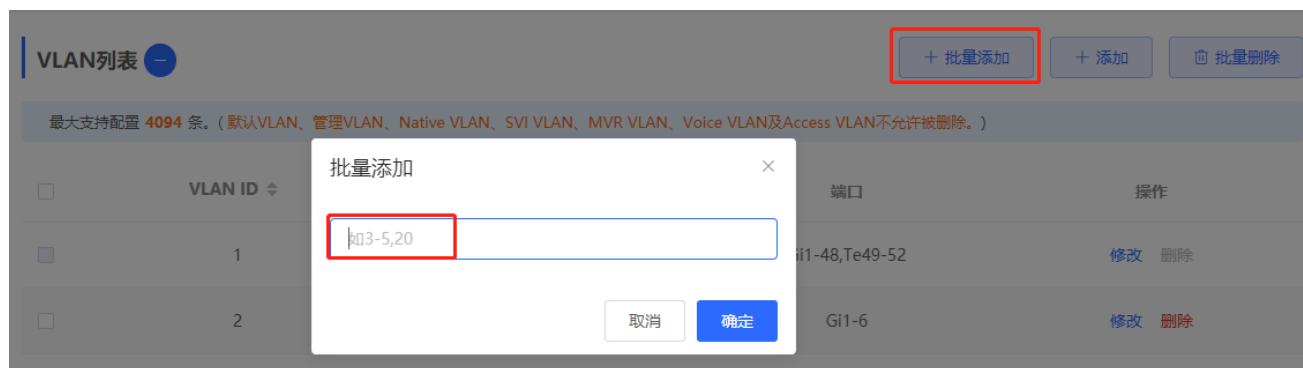 VLAN列表
+ 批量添加
+ 添加
批量删除
最大支持配置 4094 条。( 默认VLAN、管理VLAN、Native VLAN、SVI VLAN、MVR VLAN、Voice VLAN及Access VLAN不允许被删除。)
批量添加
VLAN ID
端口
操作
如3-5,20
1
i1-48,Te49-52
修改 删除
取消
确定
2
Gi1-6
修改 删除